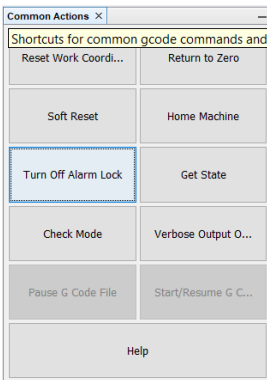 Common Actions ×
Shortcuts for common gcode commands and
Reset Work Coordi... Return to Zero
Soft Reset Home Machine
Turn Off Alarm Lock Get State
Check Mode Verbose Output O...
Pause G Code File Start/Resume G C...
Help